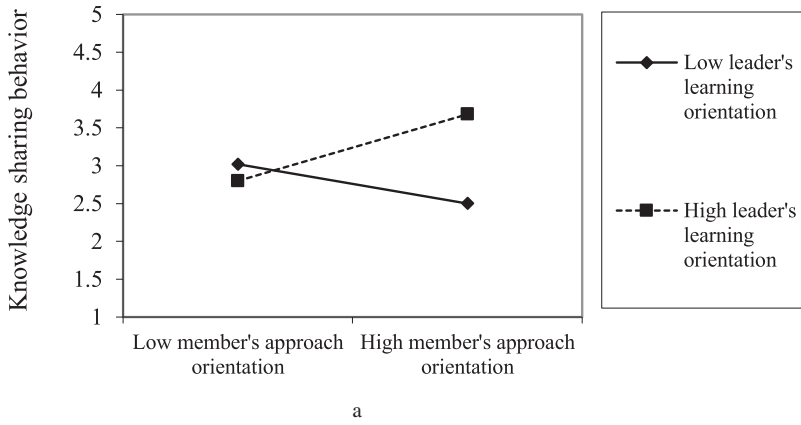 Knowledge sharing behavior
5
4.5
4
3.5
3
2.5
2
1.5
1
Low member's approach
orientation
High member's approach
orientation
Low leader's
learning
orientation
High leader's
learning
orientation
a